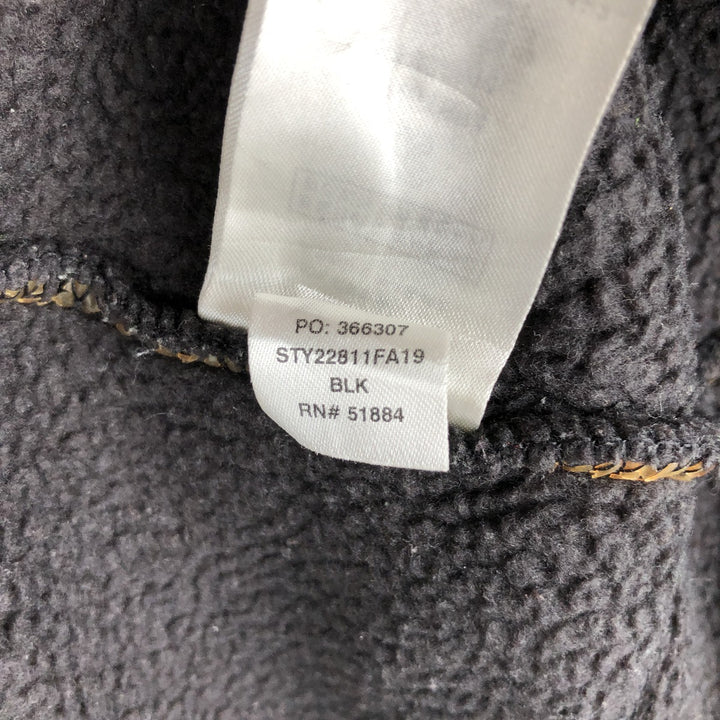 PO: 366307
STY22811FA19
BLK
RN# 51884